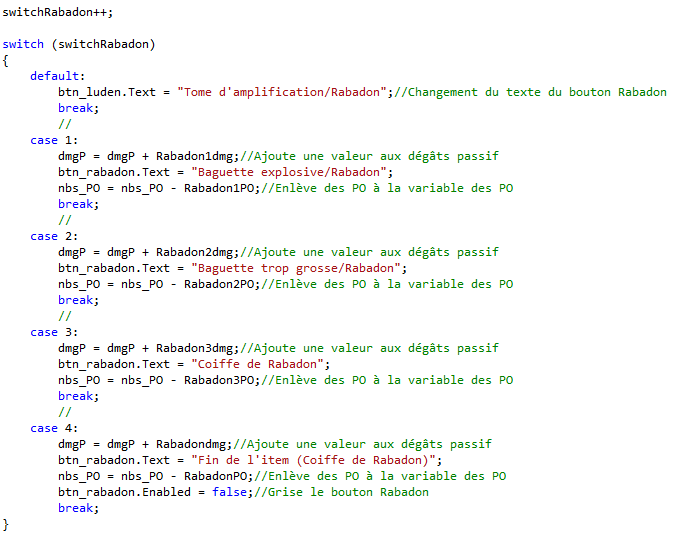 switchRabadon++;
switch (switchRabadon)
{
default:
btn_luden.Text = "Tome d'amplification/Rabadon";//Changement du texte du bouton Rabadon
break;
//
case 1:
dmgP = dmgP + Rabadon1dmg;//Ajoute une valeur aux dégâts passif
btn_rabadon.Text = "Baguette explosive/Rabadon";
nbs_PO = nbs_PO - Rabadon1PO;//Enlève des PO à la variable des PO
break;
//
case 2:
dmgP = dmgP + Rabadon2dmg;//Ajoute une valeur aux dégâts passif
btn_rabadon.Text = "Baguette trop grosse/Rabadon";
nbs_PO = nbs_PO - Rabadon2PO;//Enlève des PO à la variable des PO
break;
//
case 3:
dmgP = dmgP + Rabadon3dmg;//Ajoute une valeur aux dégâts passif
btn_rabadon.Text = "Coiffe de Rabadon";
nbs_PO = nbs_PO - Rabadon3PO;//Enlève des PO à la variable des PO
break;
//
case 4:
dmgP = dmgP + Rabadondmg;//Ajoute une valeur aux dégâts passif
btn_rabadon.Text = "Fin de l'item (Coiffe de Rabadon)";
nbs_PO = nbs_PO - RabadonPO;//Enlève des PO à la variable des PO
btn_rabadon.Enabled = false;//Grise le bouton Rabadon
break;
}